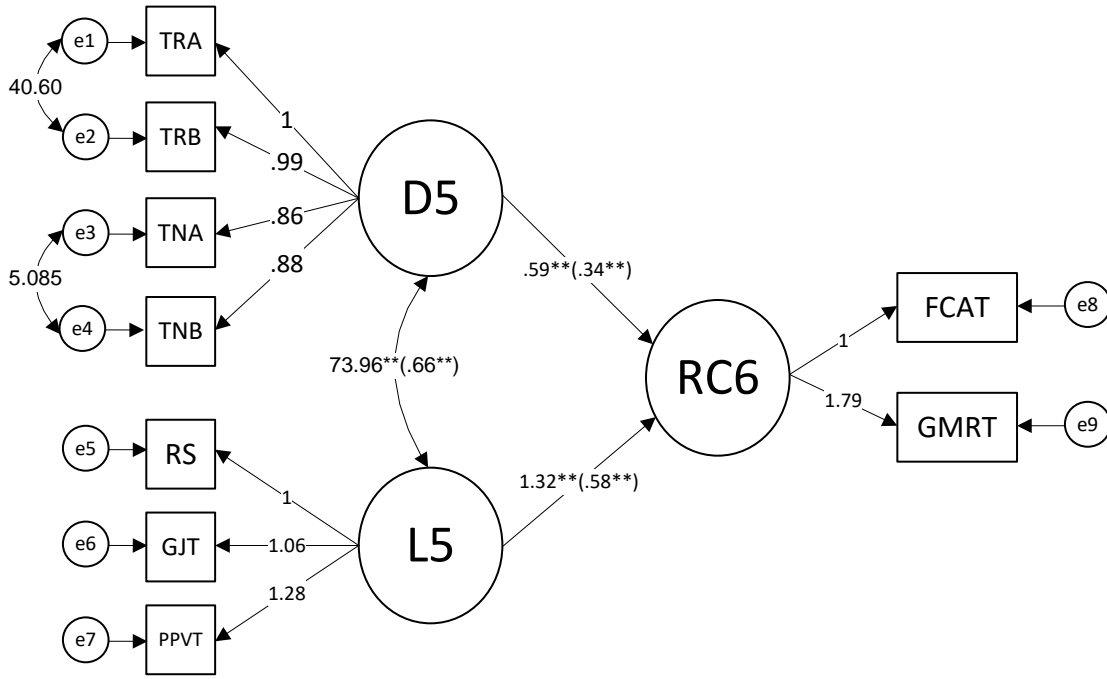 e1
TRA
40.60
e2
TRB
1
.99
D5
e3
TNA
.86
5.085
.88
e4
TNB
.59**(.34**)
73.96**(.66**)
FCAT
e8
1
RC6
1.79
GMRT
e9
e5
RS
1.32**(.58**)
1
e6
GJT
1.06
L5
1.28
e7
PPVT